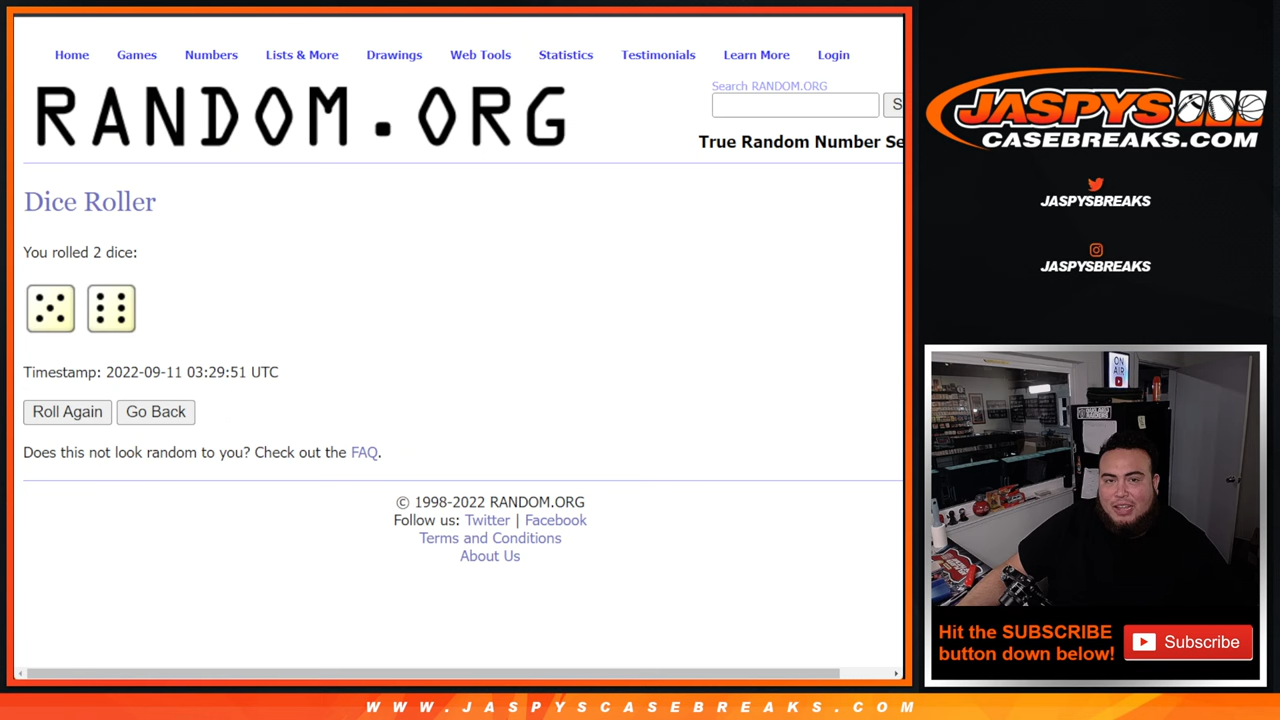 Home Games Numbers Lists & More Drawings Web Tools Statistics Testimonials Learn More Login
Search RANDOM.ORG
RANDOM.ORG
S
True Random Number Se
Dice Roller
You rolled 2 dice:
Timestamp: 2022-09-11 03:29:51 UTC
Roll Again Go Back
Does this not look random to you? Check out the FAQ.
© 1998-2022 RANDOM.ORG
Follow us: Twitter | Facebook
Terms and Conditions
About Us
JASPYS
CASEBREAKS.COM
JASPYSBREAKS
JASPYSBREAKS
ON
AIR
Hit the SUBSCRIBE
button down below!
Subscribe
WWW.JASPYSCASEBREAKS.COM